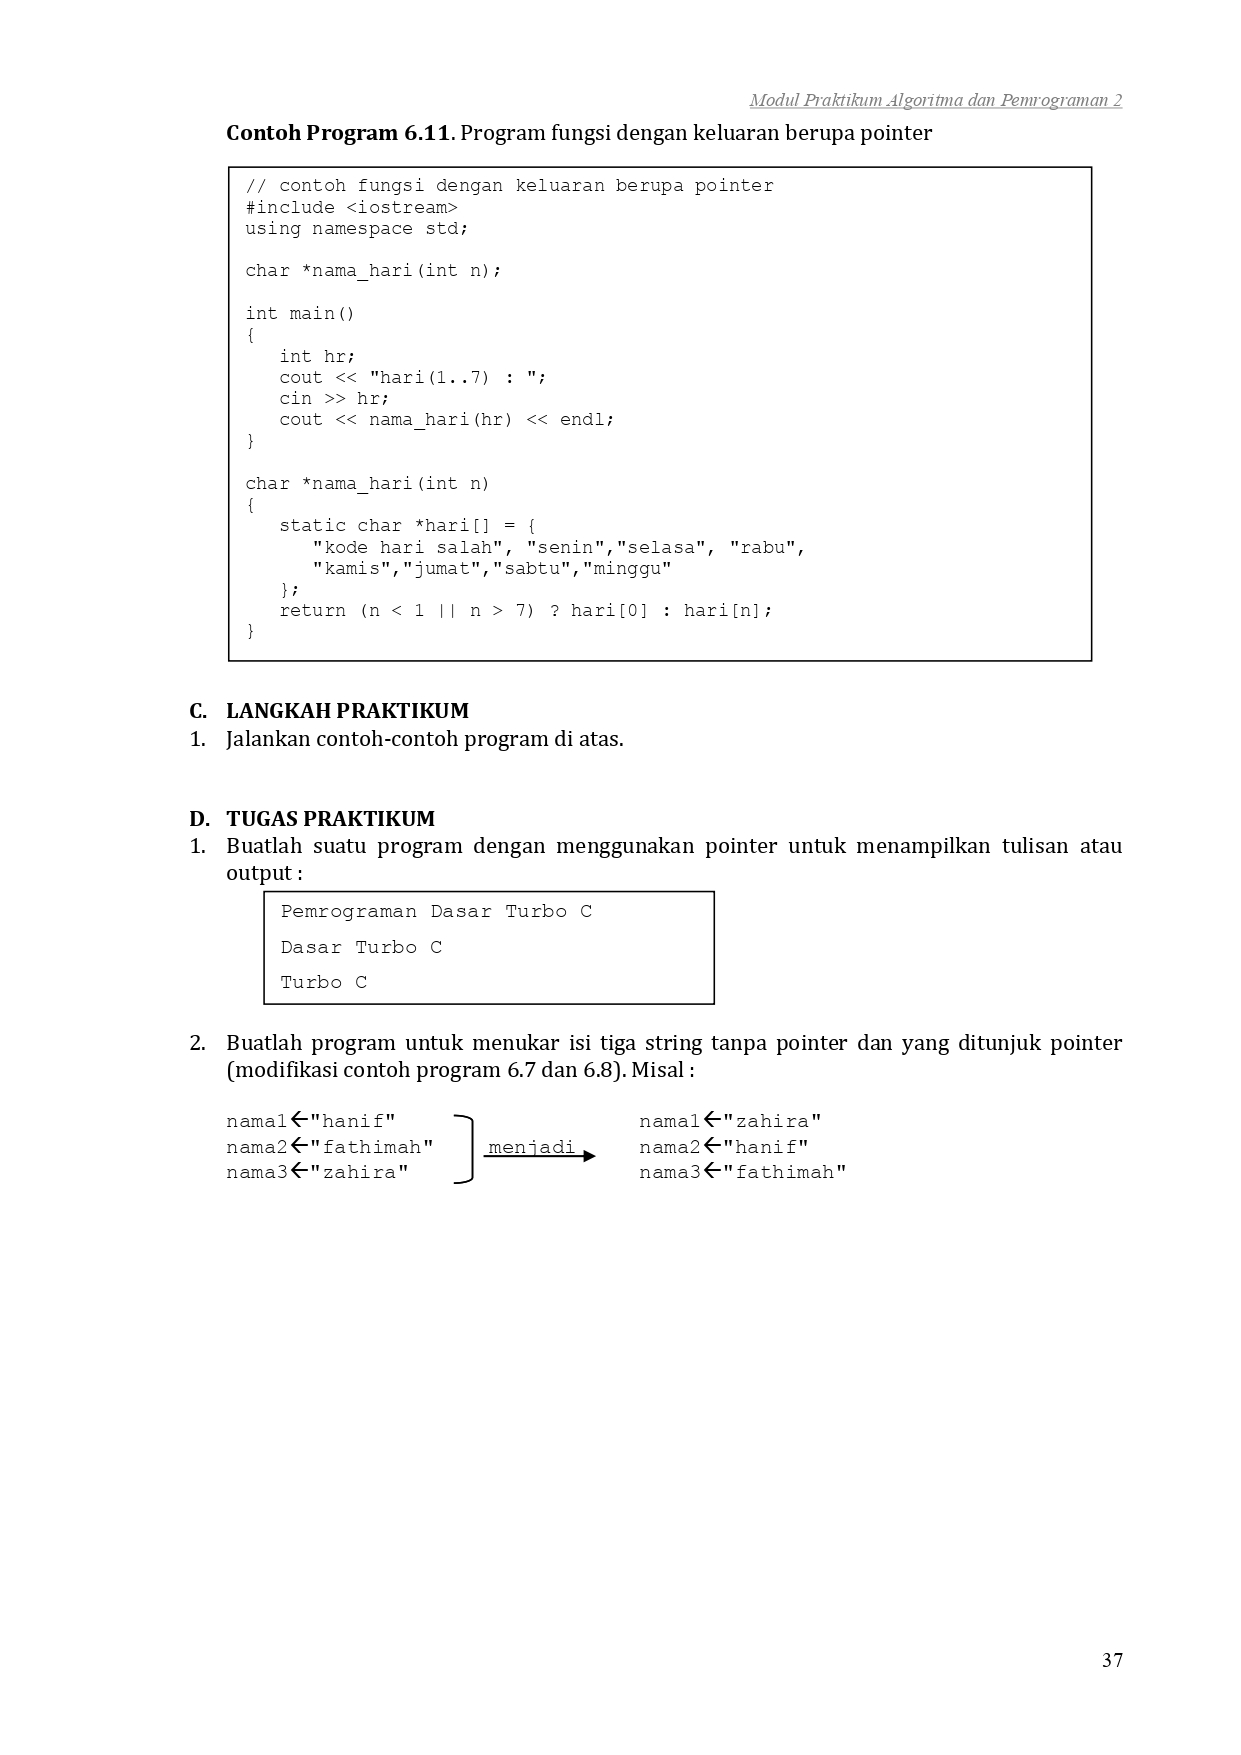 Modul Praktikum Algoritma dan Pemrograman 2
Contoh Program 6.11. Program fungsi dengan keluaran berupa pointer
// contoh fungsi dengan keluaran berupa pointer
#include <iostream>
using namespace std;
char *nama_hari(int n);
int main()
{
int hr;
cout << "hari(1..7) : ";
cin >> hr;
cout << nama_hari(hr) << endl;
}
char *nama_hari(int n)
{
static char *hari[] = {
"kode hari salah", "senin","selasa", "rabu",
"kamis","jumat","sabtu","minggu"
};
return (n < 1 || n > 7) ? hari[0] : hari[n];
}
C. LANGKAH PRAKTIKUM
1. Jalankan contoh-contoh program di atas.
D. TUGAS PRAKTIKUM
1. Buatlah suatu program dengan menggunakan pointer untuk menampilkan tulisan atau
output :
Pemrograman Dasar Turbo C
Dasar Turbo C
Turbo C
2. Buatlah program untuk menukar isi tiga string tanpa pointer dan yang ditunjuk pointer
(modifikasi contoh program 6.7 dan 6.8). Misal :
nama1←"hanif" nama1←"zahira"
nama2←"fathimah" menjadi nama2←"hanif"
nama3←"zahira" nama3←"fathimah"
37